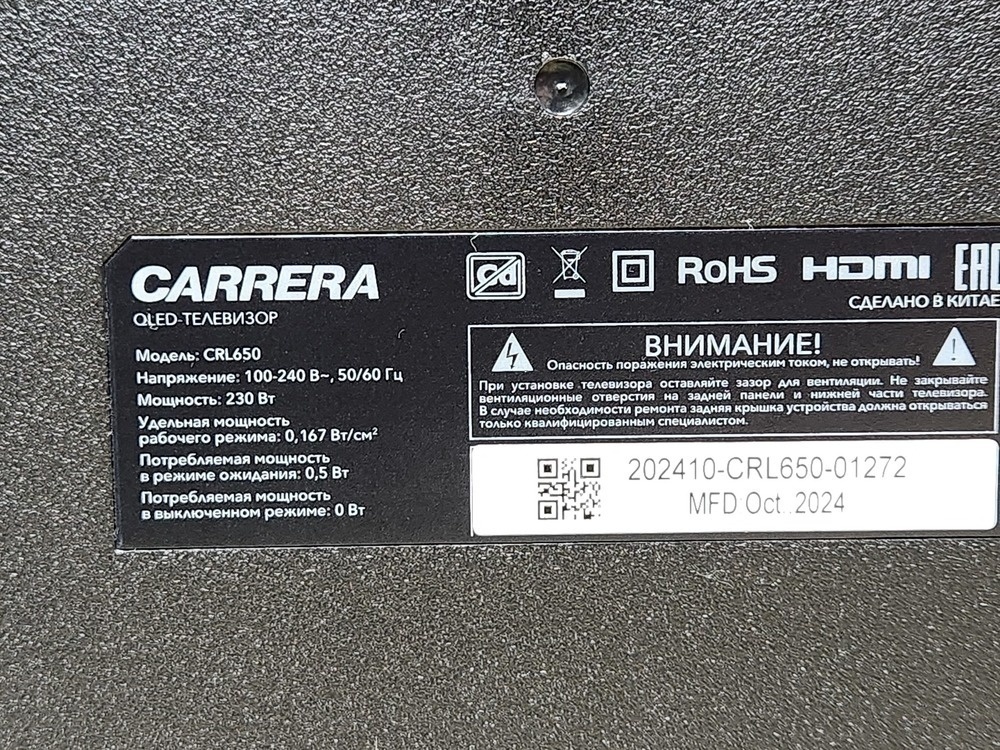 CARRERA
QLED-ТЕЛЕВИЗОР
Модель: CRL650
Напряжение: 100-240 В~, 50/60 Гц
Мощность: 230 Вт
Удельная мощность
рабочего режима: 0,167 Вт/см²
Потребляемая мощность
в режиме ожидания: 0,5 Вт
Потребляемая мощность
в выключенном режиме: 0 Вт
Pb
RoHS HDMI EAC
СДЕЛАНО В КИТАЕ
ВНИМАНИЕ!
Опасность поражения электрическим током, не открывать!
При установке телевизора оставляйте зазор для вентиляции. Не закрывайте
вентиляционные отверстия на задней панели и нижней части телевизора.
В случае необходимости ремонта задняя крышка устройства должна открываться
только квалифицированным специалистом.
202410-CRL650-01272
MFD Oct..2024